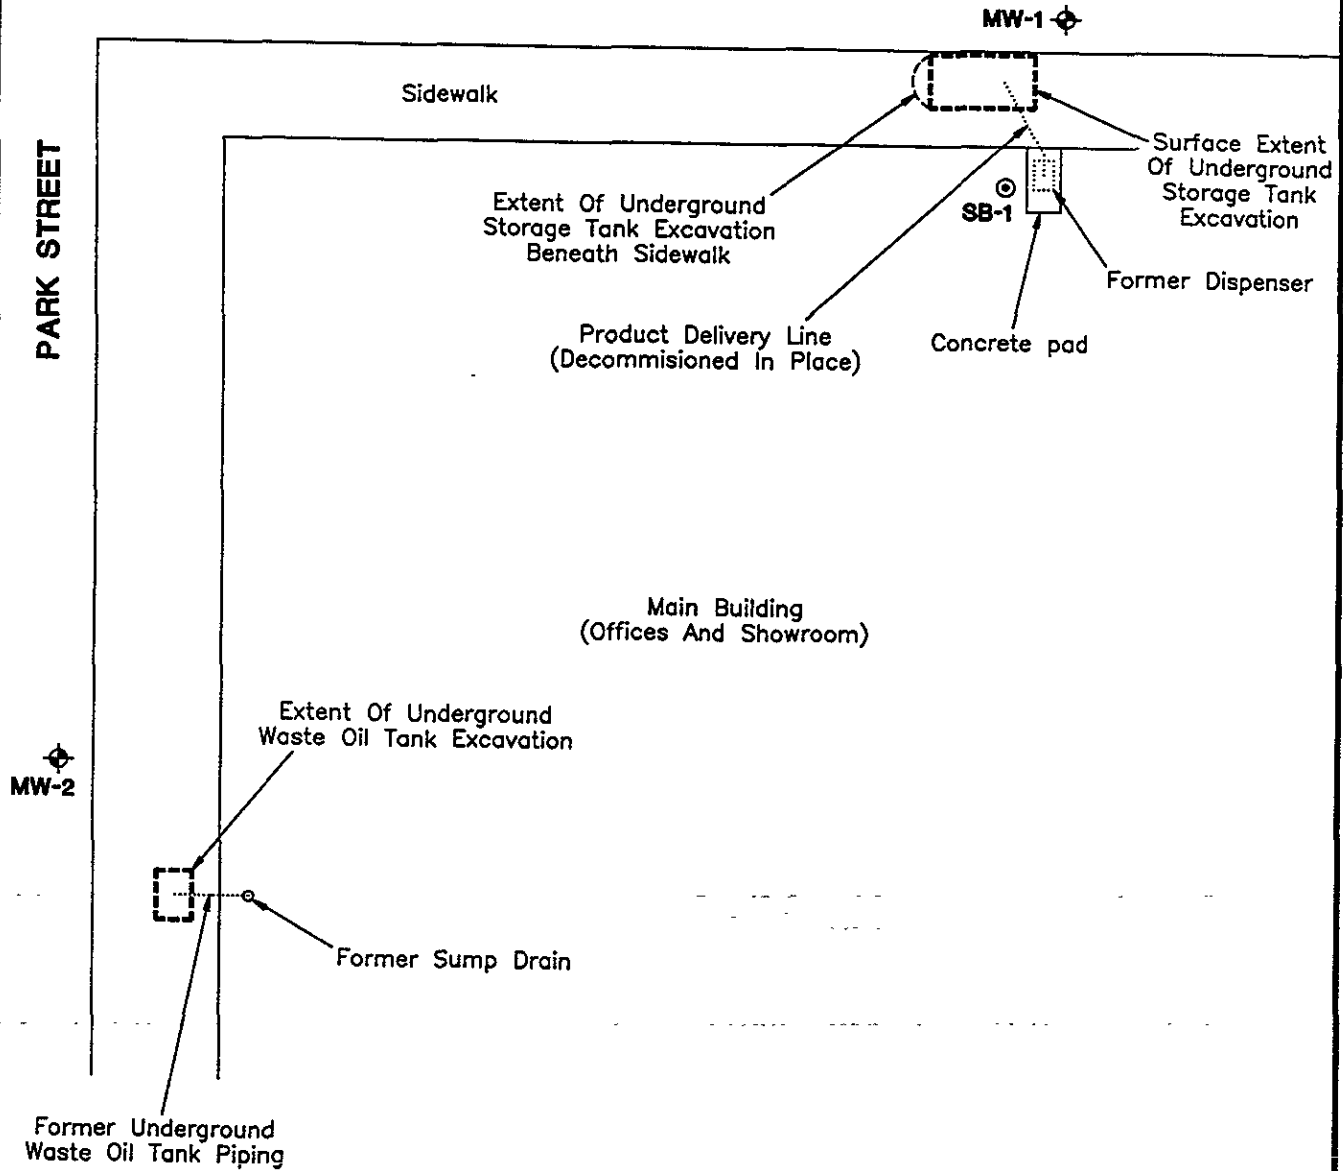 MW-1
Sidewalk
PARK STREET
Surface Extent
Of Underground
Storage Tank
Excavation
Extent Of Underground
Storage Tank Excavation
Beneath Sidewalk
SB-1
Former Dispenser
Product Delivery Line
(Decommisioned In Place)
Concrete pad
Main Building
(Offices And Showroom)
Extent Of Underground
Waste Oil Tank Excavation
MW-2
Former Sump Drain
Former Underground
Waste Oil Tank Piping